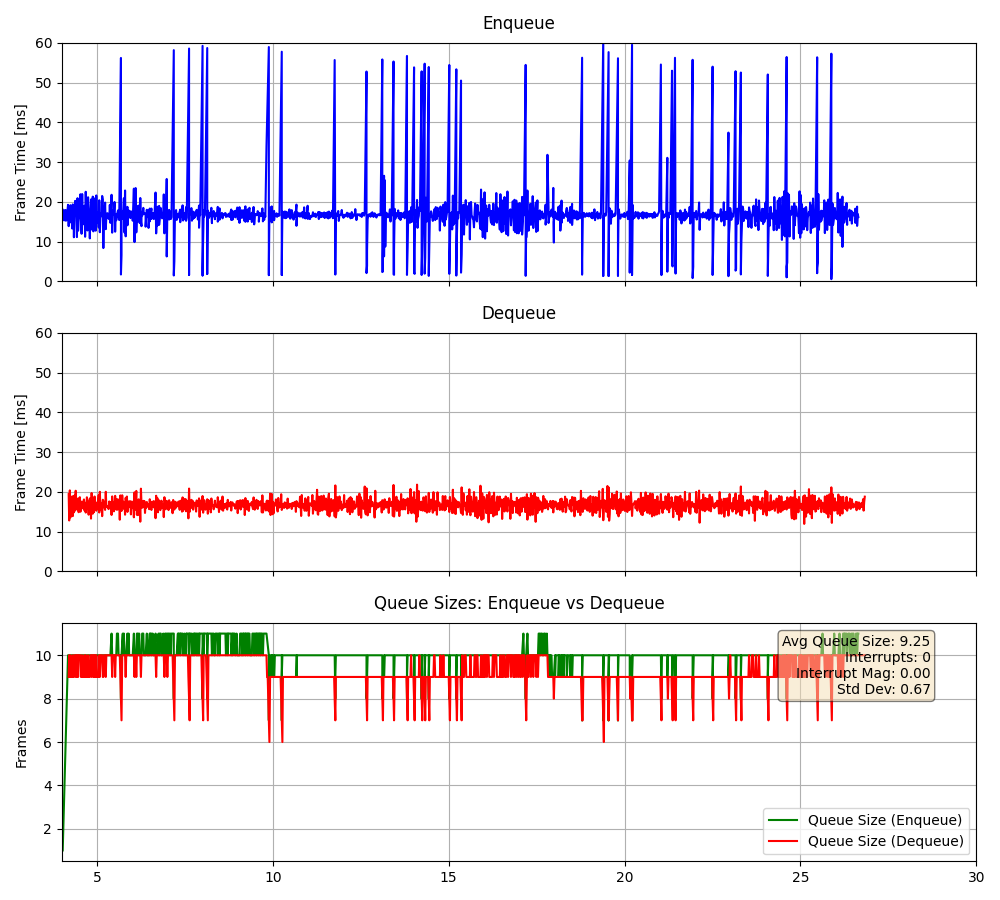 Enqueue
Frame Time [ms]
60
50
40
30
20
10
0
Dequeue
Frame Time [ms]
60
50
40
30
20
10
0
Queue Sizes: Enqueue vs Dequeue
Frames
10
8
6
4
2
Avg Queue Size: 9.25
Interrupts: 0
Interrupt Mag: 0.00
Std Dev: 0.67
Queue Size (Enqueue)
Queue Size (Dequeue)
5 10 15 20 25 30